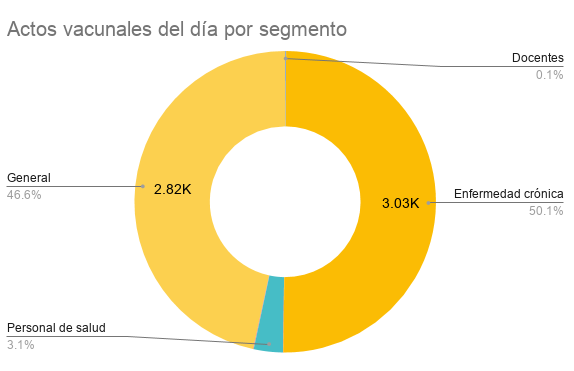 Actos vacunales del día por segmento
Docentes
0.1%
General
46.6%
2.82K
3.03K
Enfermedad crónica
50.1%
Personal de salud
3.1%